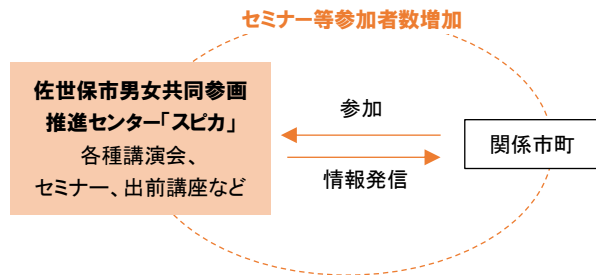 セミナー等参加者数増加
佐世保市男女共同参画
推進センター「スピカ」
各種講演会、
セミナー、出前講座など
参加
情報発信
関係市町